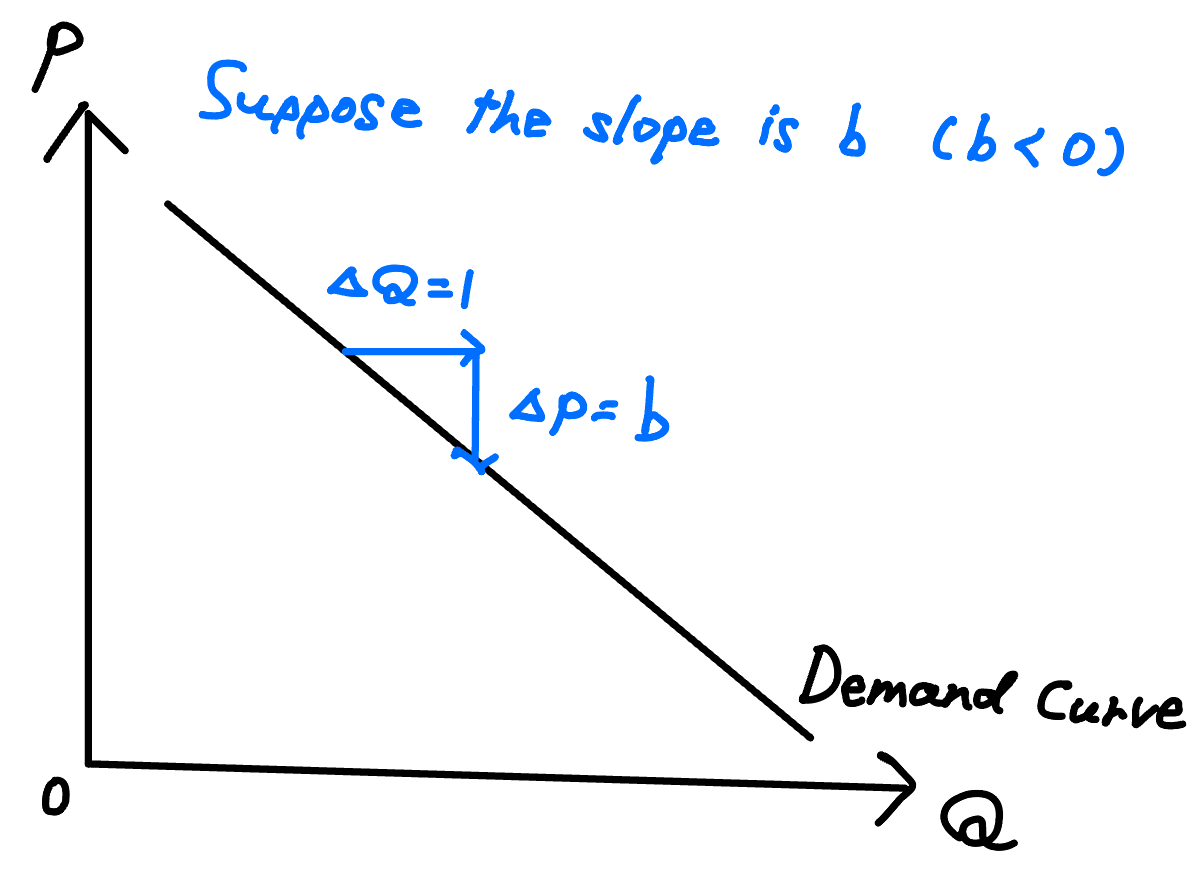 P
Suppose the slope is b (b < 0)
ΔQ=1
ΔP=b
Demand Curve
0
Q